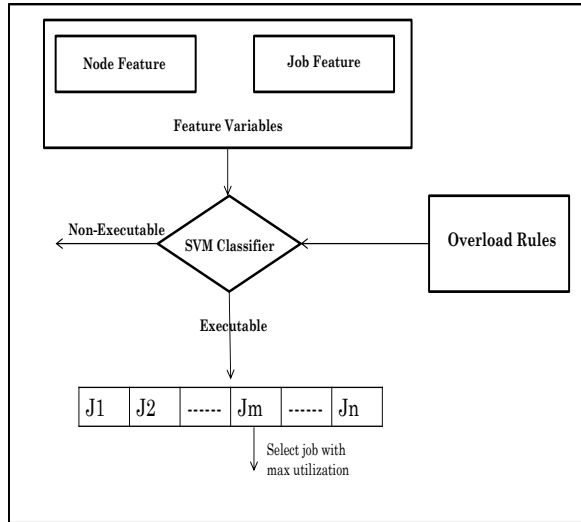 Node Feature
Job Feature
Feature Variables
Non-Executable
SVM Classifier
Overload Rules
Executable
J1 J2 ------ Jm ------ Jn
Select job with
max utilization